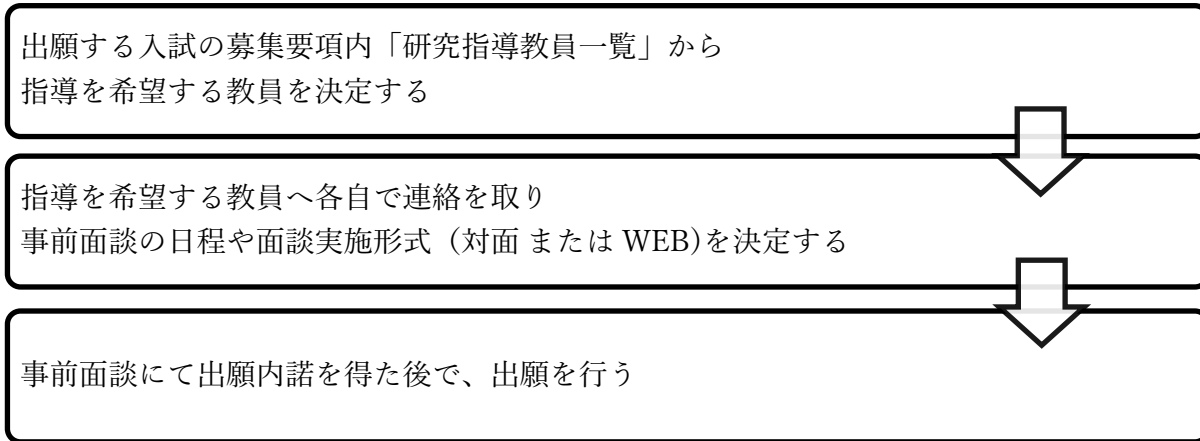 出願する入試の募集要項内「研究指導教員一覧」から
指導を希望する教員を決定する
指導を希望する教員へ各自で連絡を取り
事前面談の日程や面談実施形式（対面 または WEB)を決定する
事前面談にて出願内諾を得た後で、出願を行う